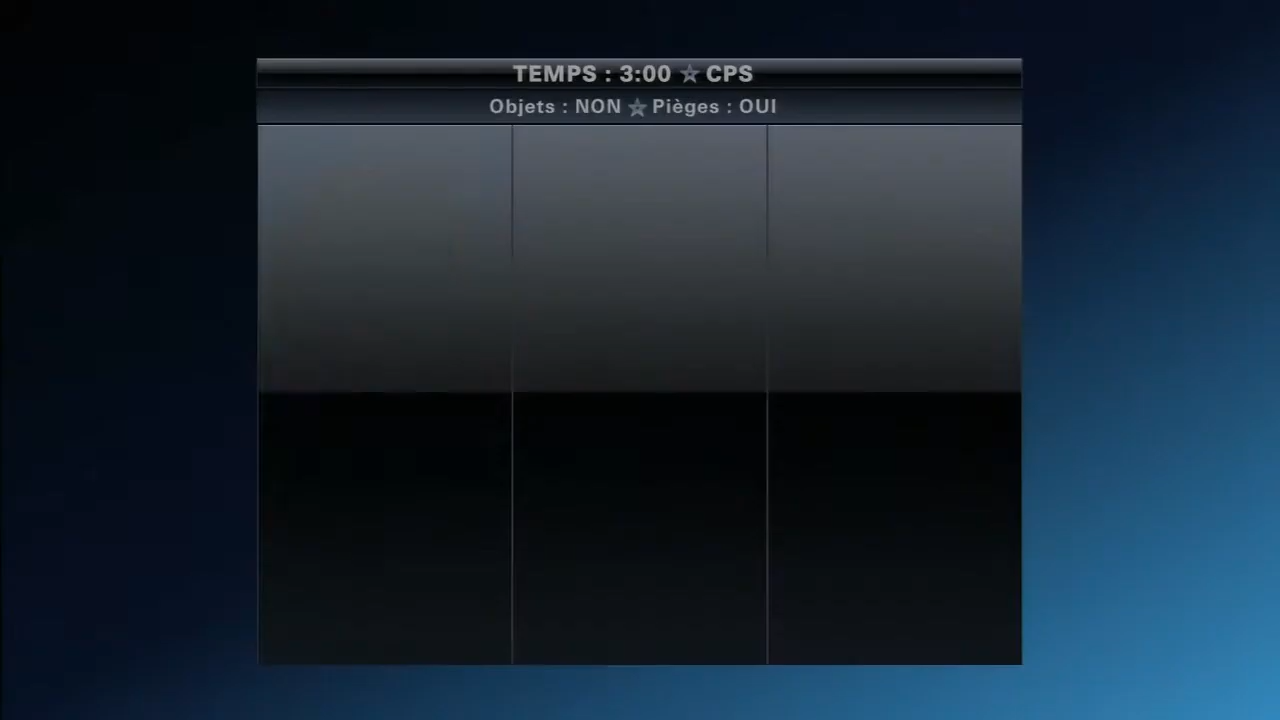 TEMPS : 3:00 ☆ CPS
Objets : NON ★ Pièges : OUI